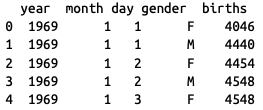 year month day gender births
0 1969 1 1 F 4046
1 1969 1 1 M 4440
2 1969 1 2 F 4454
3 1969 1 2 M 4548
4 1969 1 3 F 4548